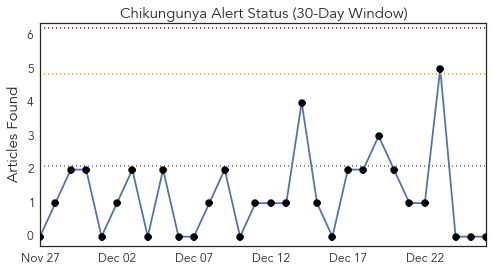 Chikungunya Alert Status (30-Day Window)
Articles Found
6
5
4
3
2
1
0
Nov 27 Dec 02 Dec 07 Dec 12 Dec 17 Dec 22